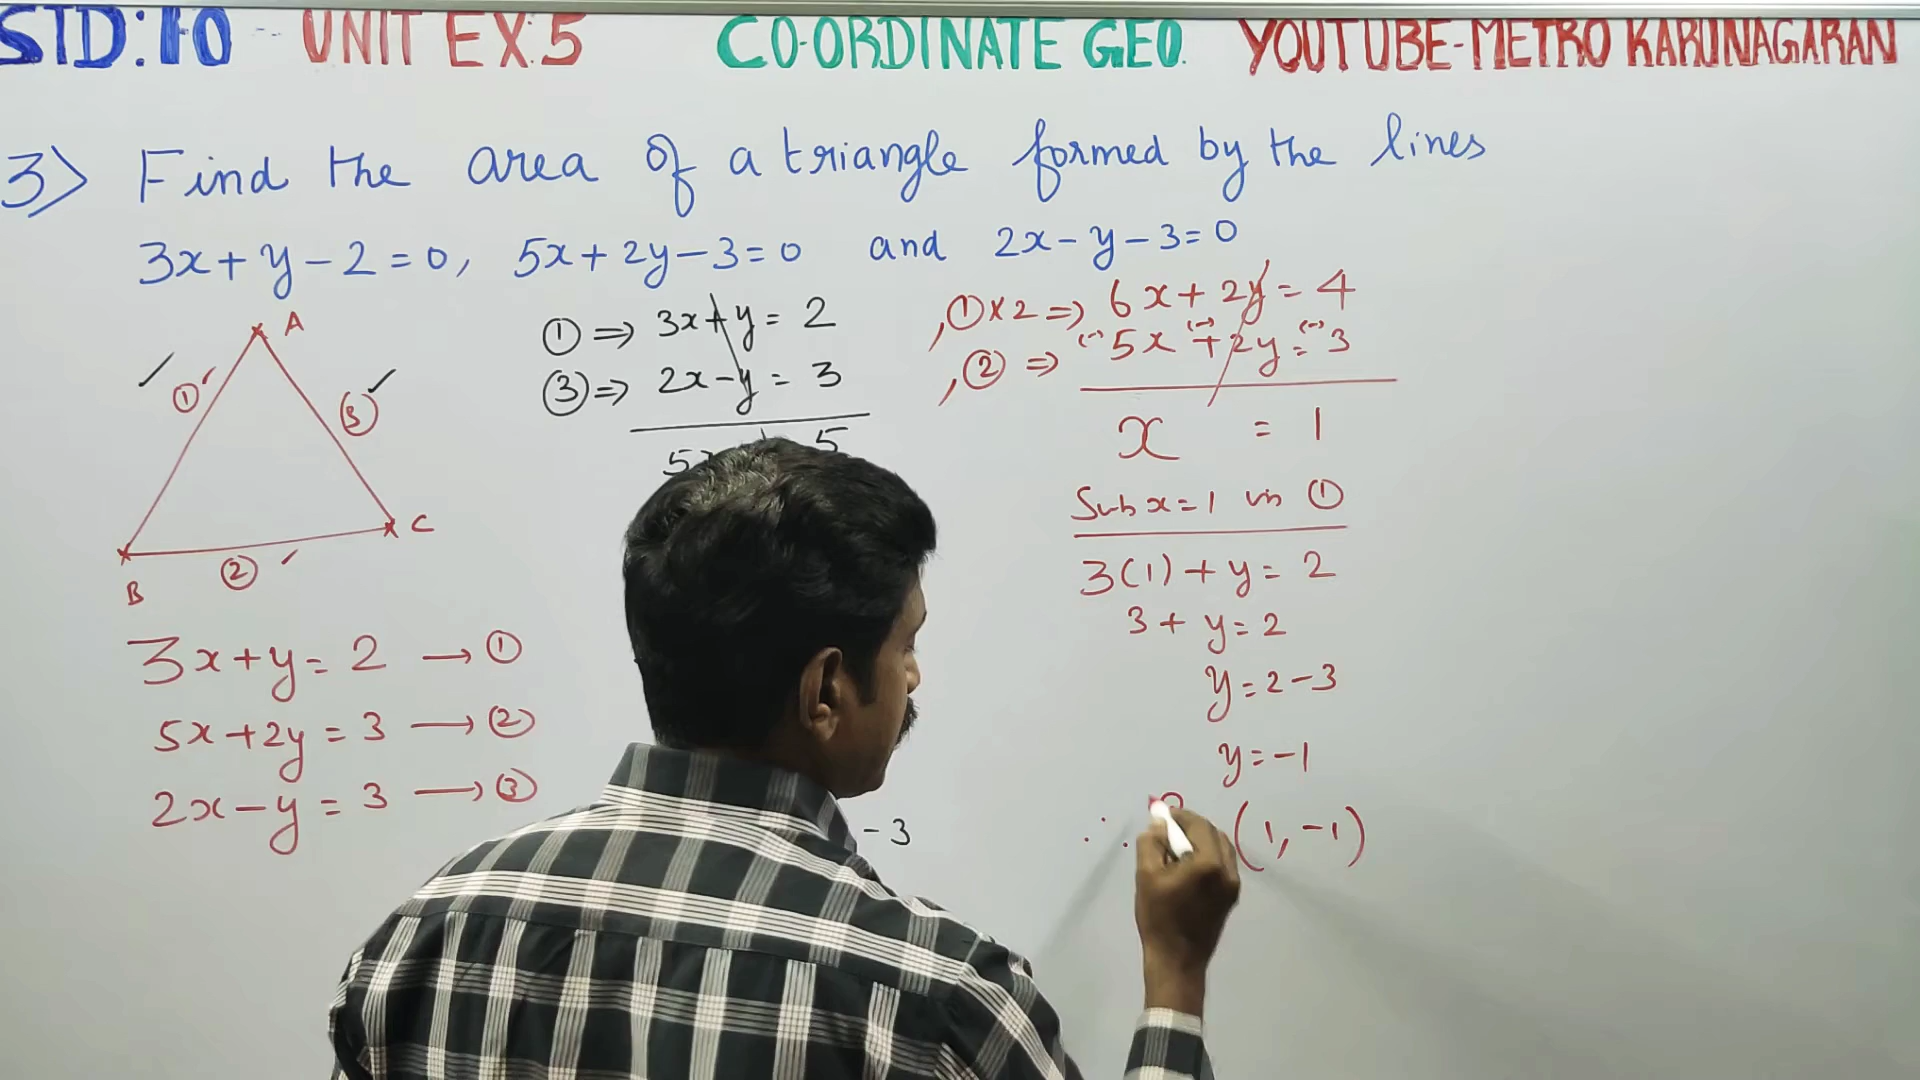 STD:10 UNIT EX:5 CO-ORDINATE GEO. YOUTUBE-METRO KARUNAGARAN
3) Find the area of a triangle formed by the lines
3x+y-2=0, 5x+2y-3=0 and 2x-y-3=0
A
① ③
B ② C
3x+y=2 → ①
5x+2y=3 → ②
2x-y=3 → ③
① ⇒ 3x+y=2
③ ⇒ 2x-y=3
5x 5
-3
, ①×2 ⇒ 6x+2y=4
, ② ⇒ (-)5x (-)+2y= (-)3
x = 1
Sub x=1 in ①
3(1)+y=2
3+y=2
y=2-3
y=-1
∴ (1,-1)